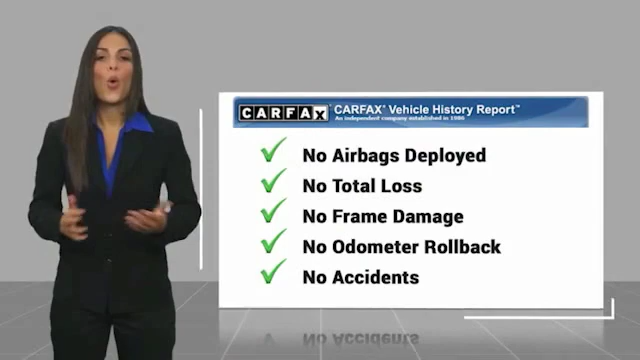 CARFAX CARFAX® Vehicle History Report™
An independent company established in 1986
No Airbags Deployed
No Total Loss
No Frame Damage
No Odometer Rollback
No Accidents